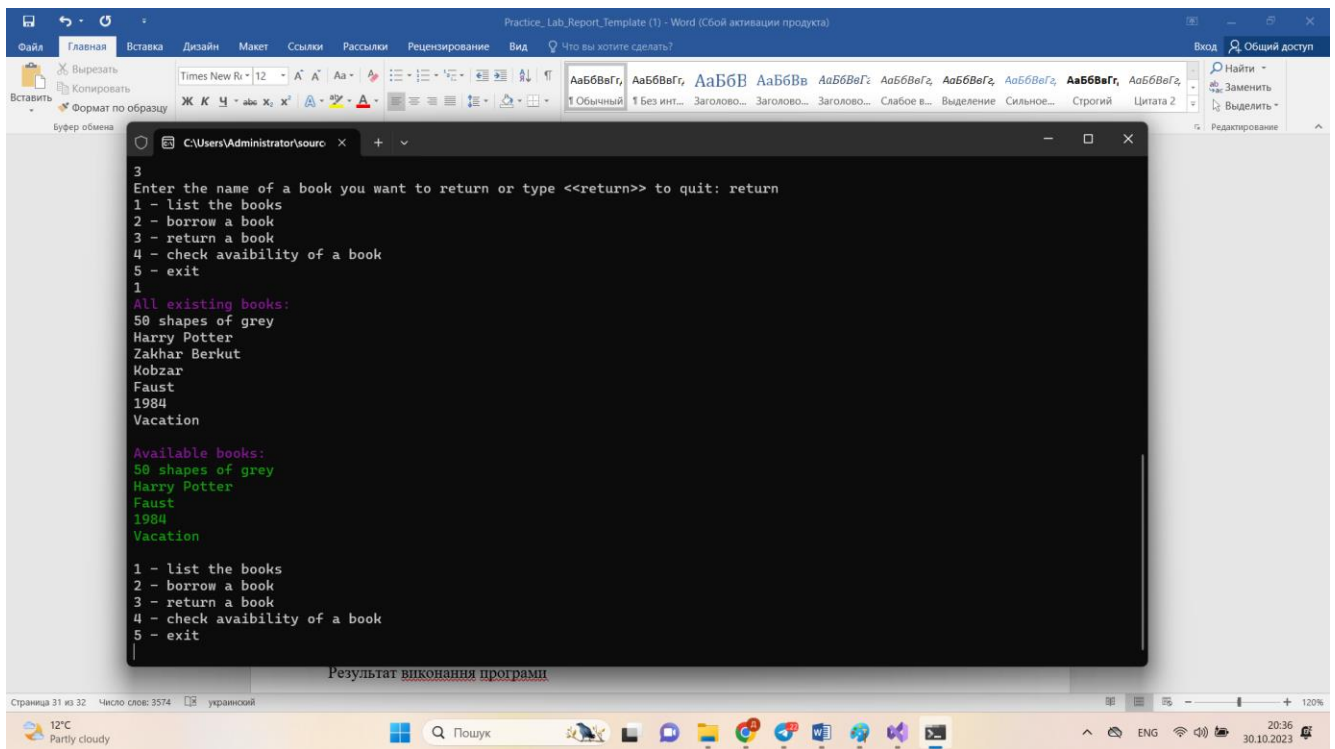 Practice_ Lab_Report_Template (1) - Word (Сбой активации продукта)
Файл Главная Вставка Дизайн Макет Ссылки Рассылки Рецензирование Вид Что вы хотите сделать? Вход Общий доступ
Вставить
Вырезать
Копировать
Формат по образцу
Буфер обмена
Times New Ro 12
Ж К Ч abc X₂ X²
АаБбВвГг, АаБбВвГг, АаБбВ АаБбВв АаБбВвГг АаБбВвГг, АаБбВвГг, АаБбВвГг, АаБбВвГг, АаБбВвГг,
¶ Обычный ¶ Без инт... Заголово... Заголово... Заголово... Слабое в... Выделение Сильное... Строгий Цитата 2
Найти
Заменить
Выделить
Редактирование
C:\Users\Administrator\sourc
3
Enter the name of a book you want to return or type <<return>> to quit: return
1 - list the books
2 - borrow a book
3 - return a book
4 - check avaibility of a book
5 - exit
1
All existing books:
50 shapes of grey
Harry Potter
Zakhar Berkut
Kobzar
Faust
1984
Vacation
Available books:
50 shapes of grey
Harry Potter
Faust
1984
Vacation
1 - list the books
2 - borrow a book
3 - return a book
4 - check avaibility of a book
5 - exit
Результат виконання програми
Страница 31 из 32 Число слов: 3574 украинский 120%
12°C
Partly cloudy
Пошук
ENG
20:36
30.10.2023